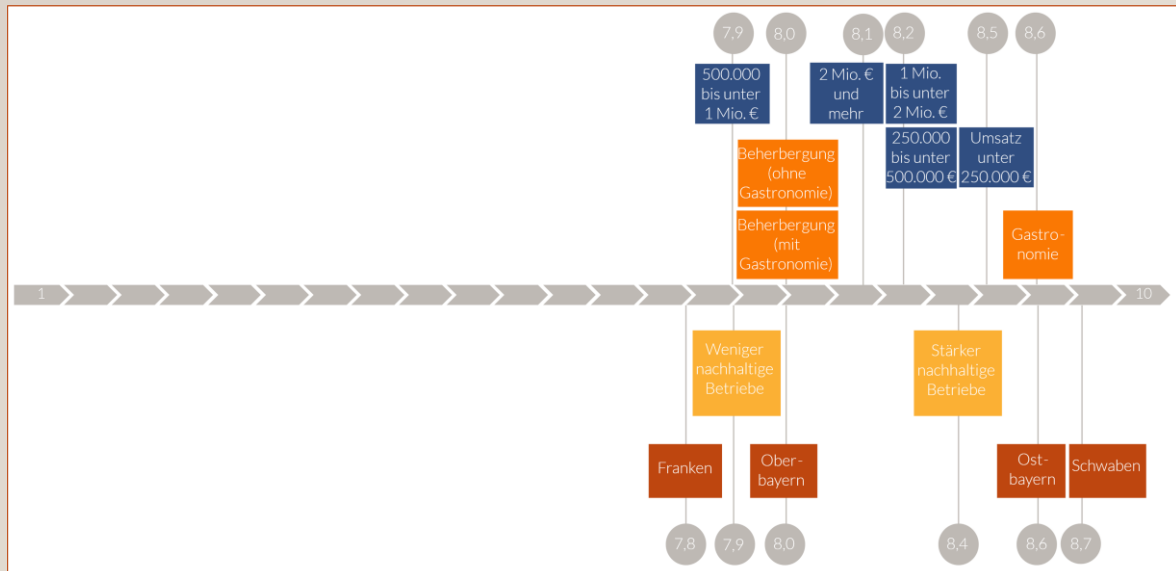 7,9
8,0
8,1
8,2
8,5
8,6
500.000
bis unter
1 Mio. €
2 Mio. €
und
mehr
1 Mio.
bis unter
2 Mio. €
250.000
bis unter
500.000 €
Umsatz
unter
250.000 €
Beherbergung
(ohne
Gastronomie)
Beherbergung
(mit
Gastronomie)
Gastro-
nomie
1
10
Weniger
nachhaltige
Betriebe
Stärker
nachhaltige
Betriebe
Franken
Ober-
bayern
Ost-
bayern
Schwaben
7,8
7,9
8,0
8,4
8,6
8,7